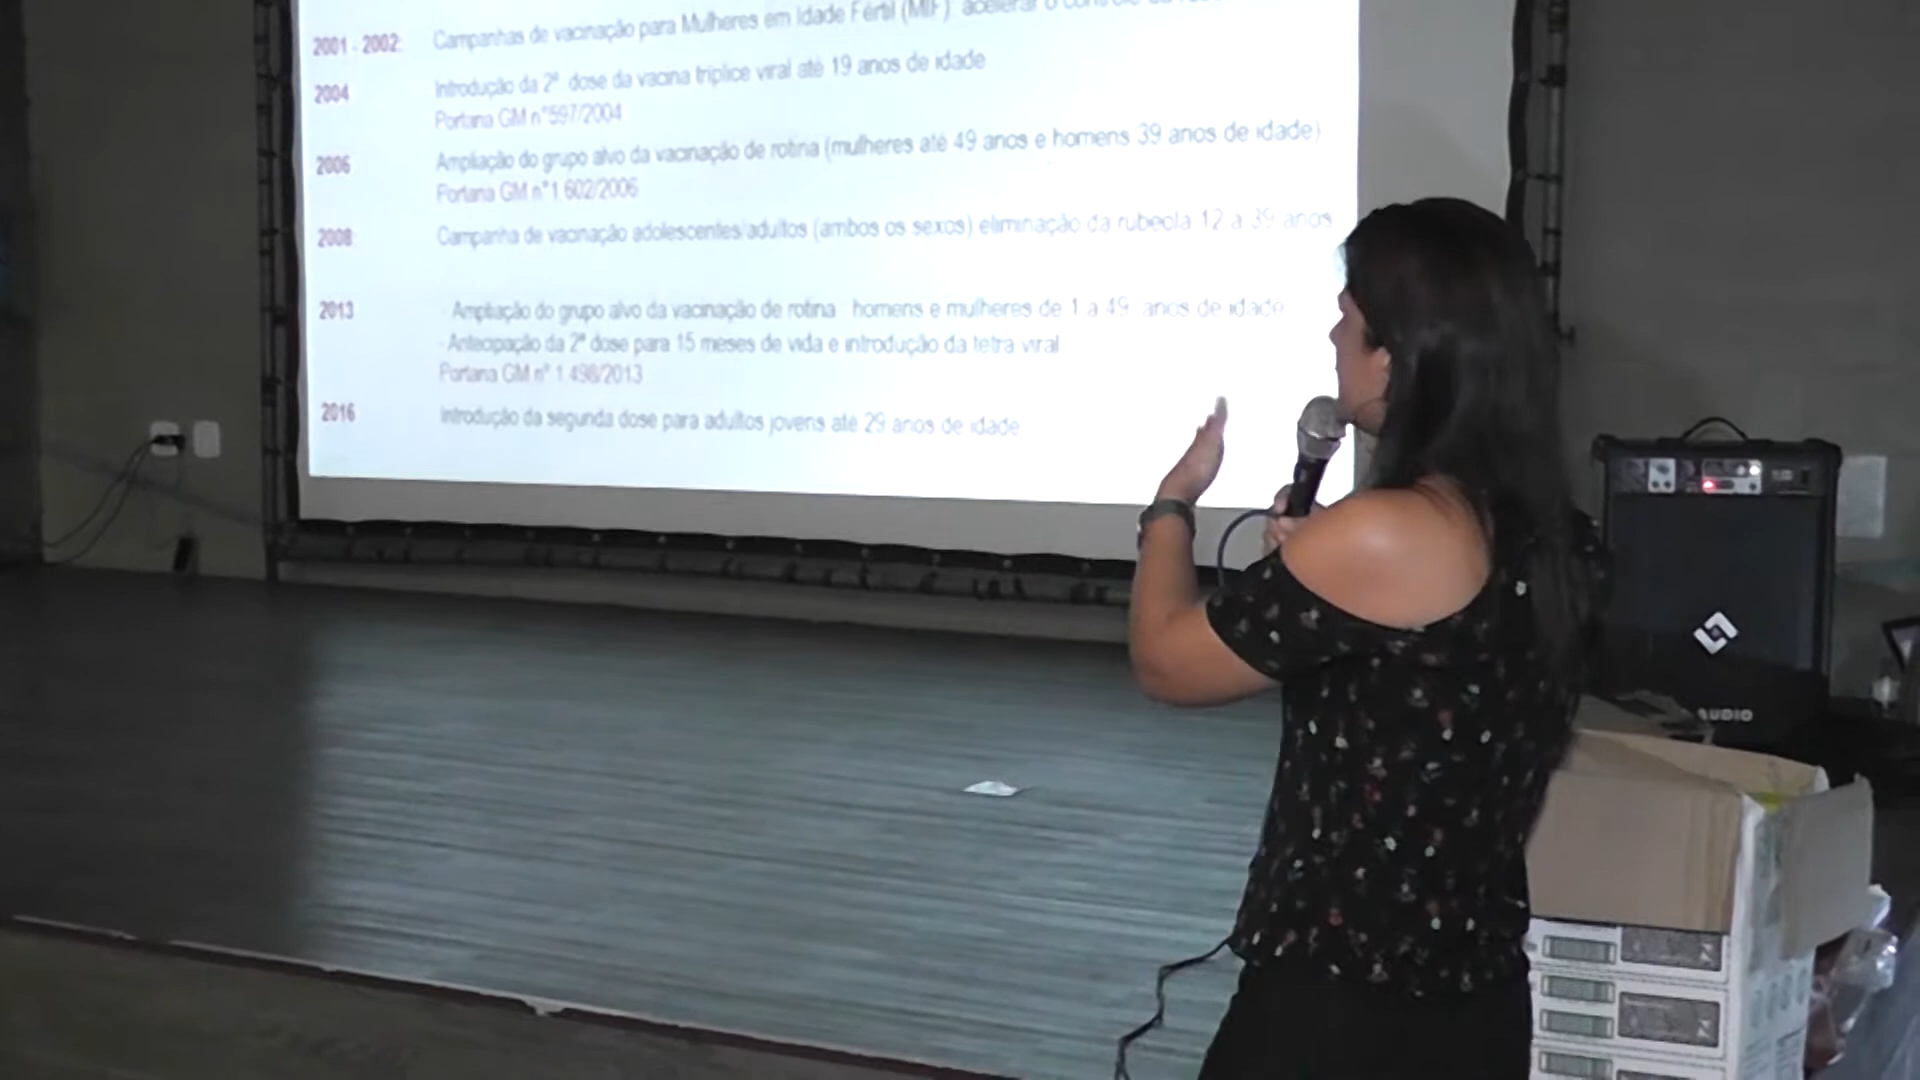 2001 - 2002: Campanhas de vacinação para Mulheres em Idade Fértil (MIF) acelerar o controle da
2004 Introdução da 2ª dose da vacina tríplice viral até 19 anos de idade
Portaria GM n°597/2004
2006 Ampliação do grupo alvo da vacinação de rotina (mulheres até 49 anos e homens 39 anos de idade)
Portaria GM n°1.602/2006
2008 Campanha de vacinação adolescentes/adultos (ambos os sexos) eliminação da rubéola 12 a 39 anos
2013 - Ampliação do grupo alvo da vacinação de rotina homens e mulheres de 1 a 49 anos de idade
- Antecipação da 2ª dose para 15 meses de vida e introdução da tetra viral
Portaria GM nº 1.498/2013
2016 Introdução da segunda dose para adultos jovens até 29 anos de idade
AUDIO